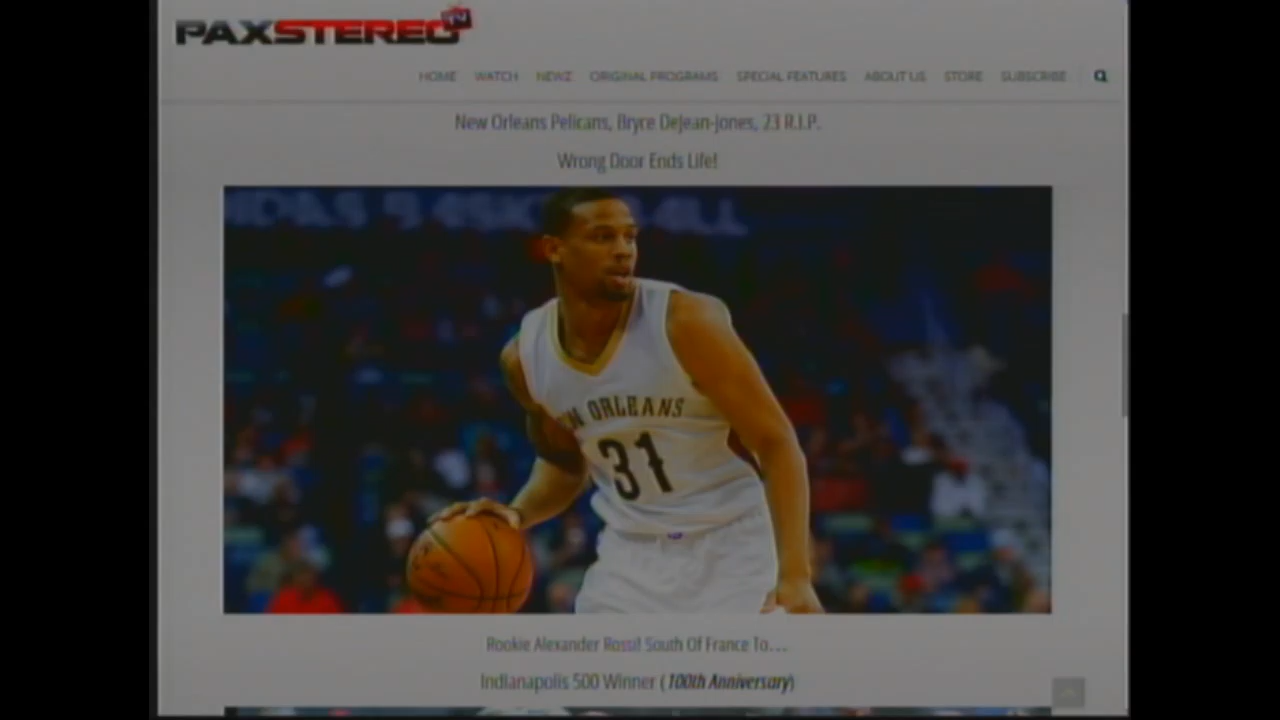 PAXSTEREO TV
HOME WATCH NEWZ ORIGINAL PROGRAMS SPECIAL FEATURES ABOUT US STORE SUBSCRIBE
New Orleans Pelicans, Bryce DeJean-Jones, 23 R.I.P.
Wrong Door Ends Life!
ORLEANS
31
Rookie Alexander Rossi! South Of France To...
Indianapolis 500 Winner (100th Anniversary)